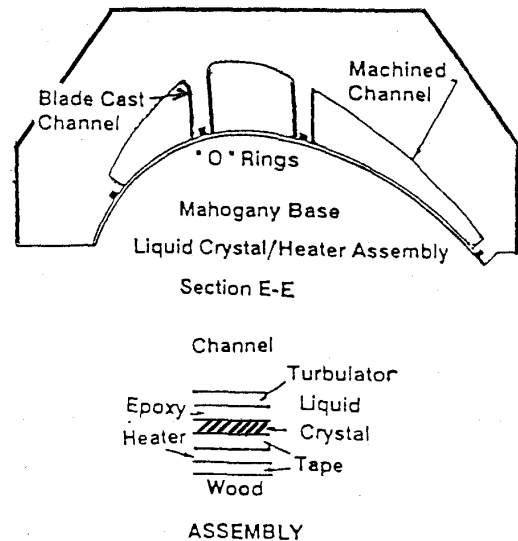 Machined
Channel
Blade Cast
Channel
"O" Rings
Mahogany Base
Liquid Crystal/Heater Assembly
Section E-E
Channel
Turbulator
Epoxy
Liquid
Crystal
Heater
Tape
Wood
ASSEMBLY